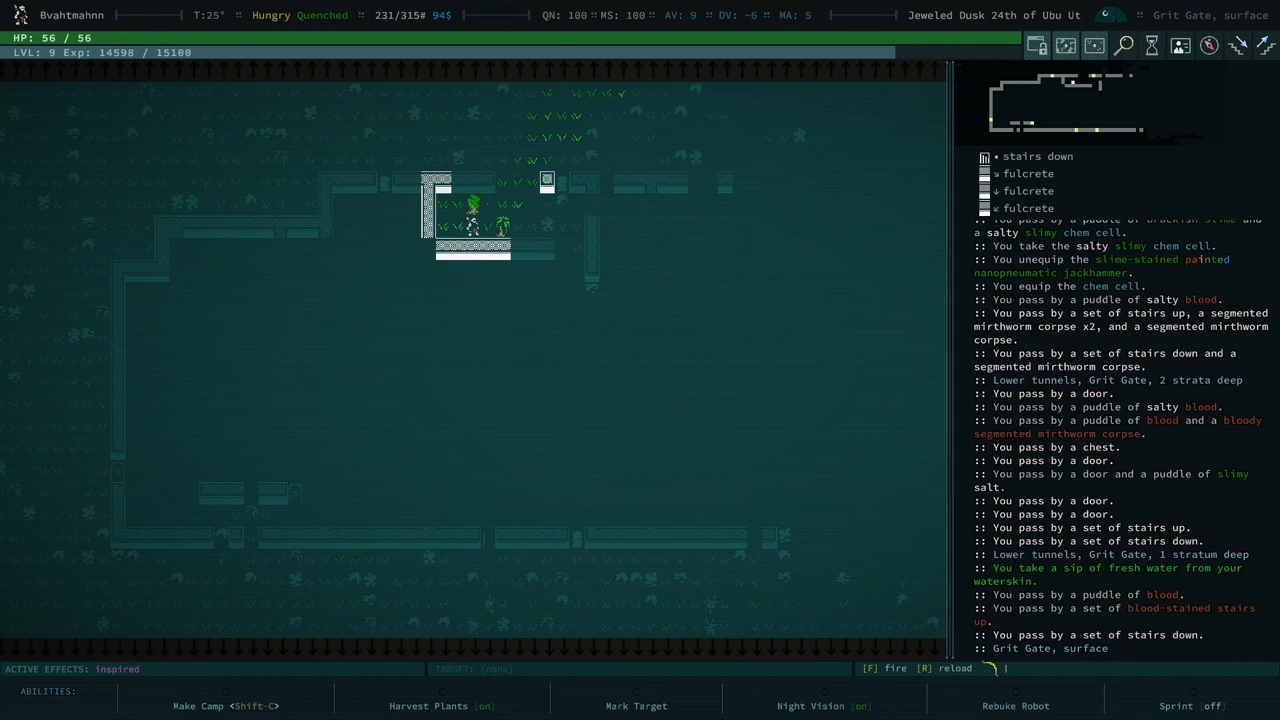 Bvahtmahnn T:25° :: Hungry Quenched :: 231/315# 94$ QN: 100 :: MS: 100 :: AV: 9 :: DV: -6 :: MA: 5 Jeweled Dusk 24th of Ubu Ut Grit Gate, surface
HP: 56 / 56
LVL: 9 Exp: 14598 / 15100
• stairs down
↘ fulcrete
↓ fulcrete
↙ fulcrete
:: You pass by a puddle of brackish slime and
a salty slimy chem cell.
:: You take the salty slimy chem cell.
:: You unequip the slime-stained painted
nanopneumatic jackhammer.
:: You equip the chem cell.
:: You pass by a puddle of salty blood.
:: You pass by a set of stairs up, a segmented
mirthworm corpse x2, and a segmented mirthworm
corpse.
:: You pass by a set of stairs down and a
segmented mirthworm corpse.
:: Lower tunnels, Grit Gate, 2 strata deep
:: You pass by a door.
:: You pass by a puddle of salty blood.
:: You pass by a puddle of blood and a bloody
segmented mirthworm corpse.
:: You pass by a chest.
:: You pass by a door.
:: You pass by a door and a puddle of slimy
salt.
:: You pass by a door.
:: You pass by a door.
:: You pass by a set of stairs up.
:: You pass by a set of stairs down.
:: Lower tunnels, Grit Gate, 1 stratum deep
:: You take a sip of fresh water from your
waterskin.
:: You pass by a puddle of blood.
:: You pass by a set of blood-stained stairs
up.
:: You pass by a set of stairs down.
:: Grit Gate, surface
ACTIVE EFFECTS: inspired TARGET: [none] [F] fire [R] reload
ABILITIES: Make Camp <Shift-C> Harvest Plants [on] Mark Target Night Vision [on] Rebuke Robot Sprint [off]